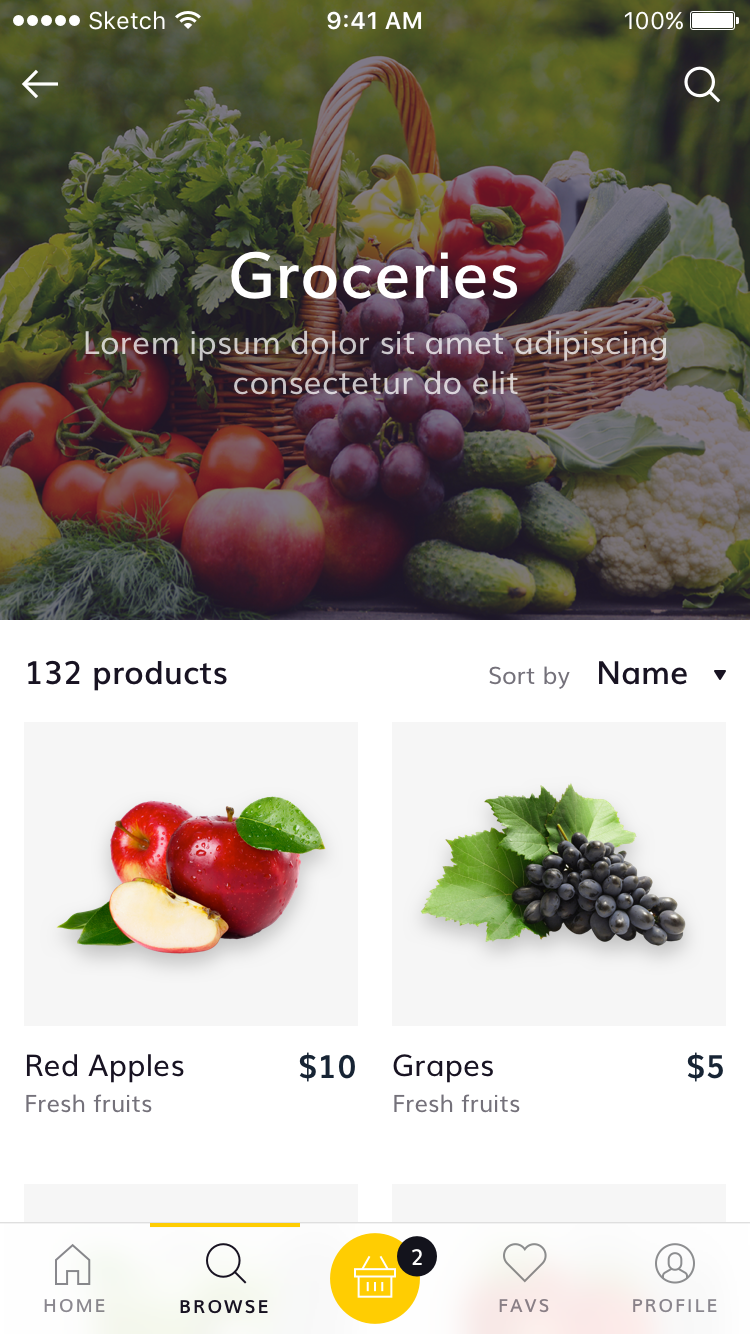 Sketch 9:41 AM 100%
Groceries
Lorem ipsum dolor sit amet adipiscing
consectetur do elit
132 products Sort by Name
Red Apples $10 Grapes $5
Fresh fruits Fresh fruits
2
HOME BROWSE FAVS PROFILE